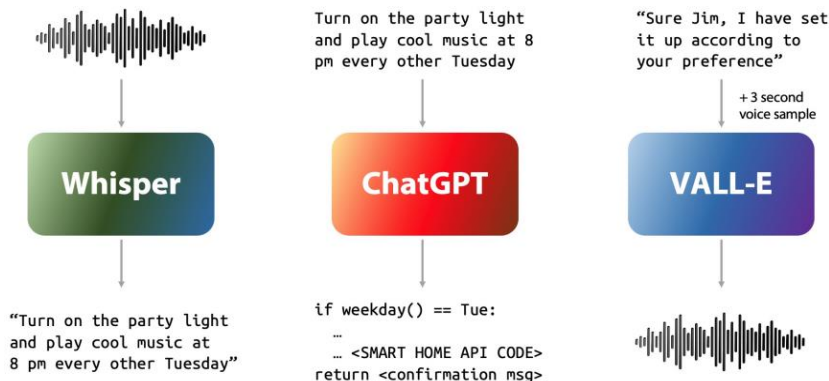 Turn on the party light
and play cool music at 8
pm every other Tuesday
“Sure Jim, I have set
it up according to
your preference”
+ 3 second
voice sample
Whisper
ChatGPT
VALL-E
“Turn on the party light
and play cool music at
8 pm every other Tuesday”
if weekday() == Tue:
…
… <SMART HOME API CODE>
return <confirmation msg>